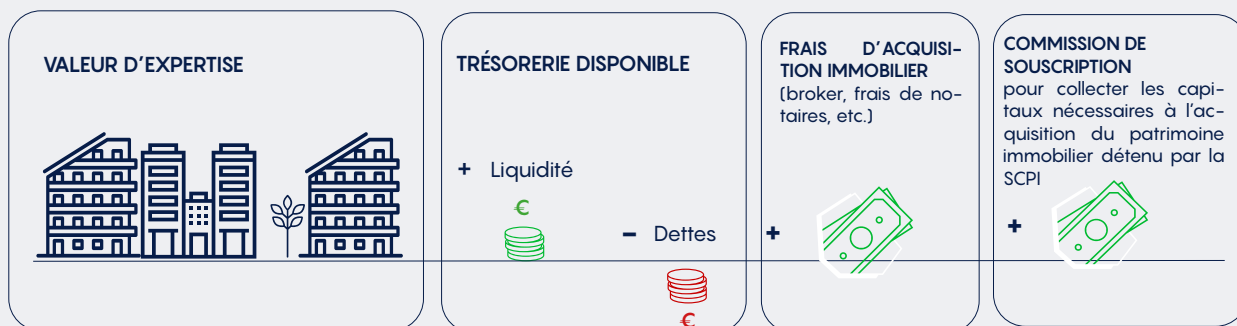 VALEUR D'EXPERTISE
TRÉSORERIE DISPONIBLE
+ Liquidité
€
– Dettes
€
FRAIS D'ACQUISI-
TION IMMOBILIER
(broker, frais de no-
taires, etc.)
+
COMMISSION DE
SOUSCRIPTION
pour collecter les capi-
taux nécessaires à l'ac-
quisition du patrimoine
immobilier détenu par la
SCPI
+